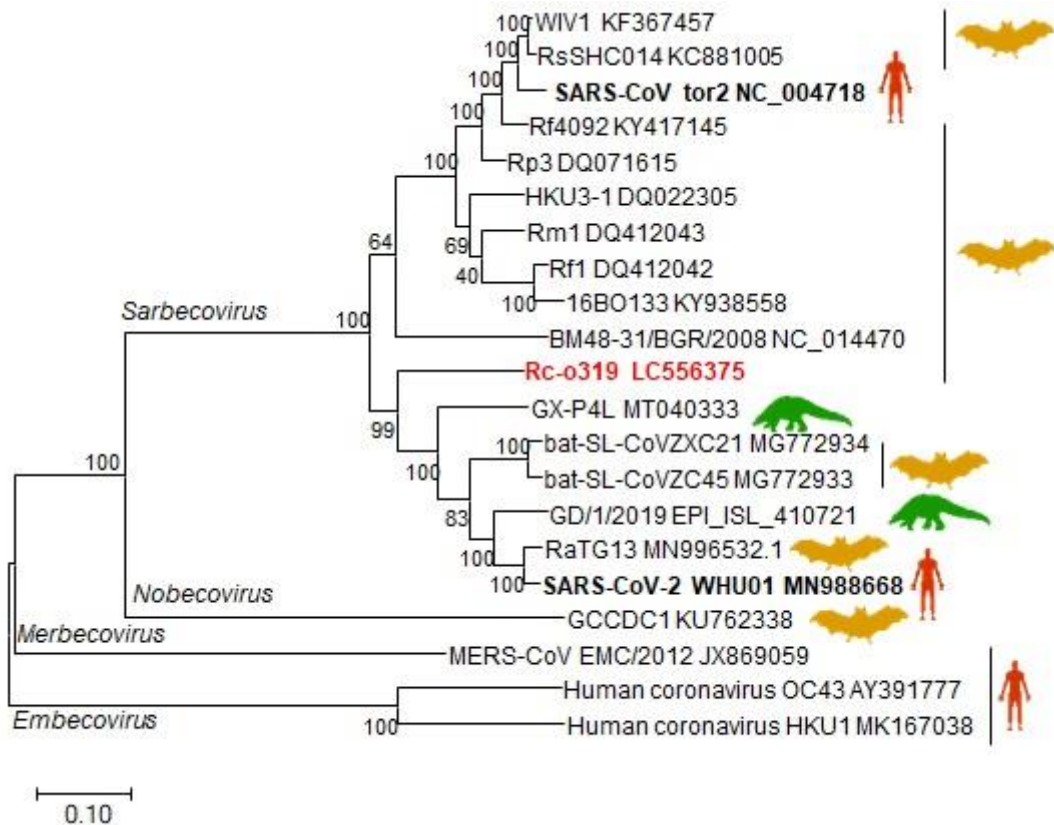 100
WIV1 KF367457
100
RsSHC014 KC881005
100
SARS-CoV tor2 NC_004718
100
Rf4092 KY417145
100
Rp3 DQ071615
HKU3-1 DQ022305
69
Rm1 DQ412043
40
Rf1 DQ412042
100
16BO133 KY938558
64
BM48-31/BGR/2008 NC_014470
Sarbecovirus
100
Rc-o319 LC556375
99
GX-P4L MT040333
100
100
bat-SL-CoVZXC21 MG772934
bat-SL-CoVZC45 MG772933
83
GD/1/2019 EPI_ISL_410721
100
RaTG13 MN996532.1
100
SARS-CoV-2 WHU01 MN988668
100
Nobecovirus
GCCDC1 KU762338
Merbecovirus
MERS-CoV EMC/2012 JX869059
Embecovirus
100
Human coronavirus OC43 AY391777
Human coronavirus HKU1 MK167038
0.10